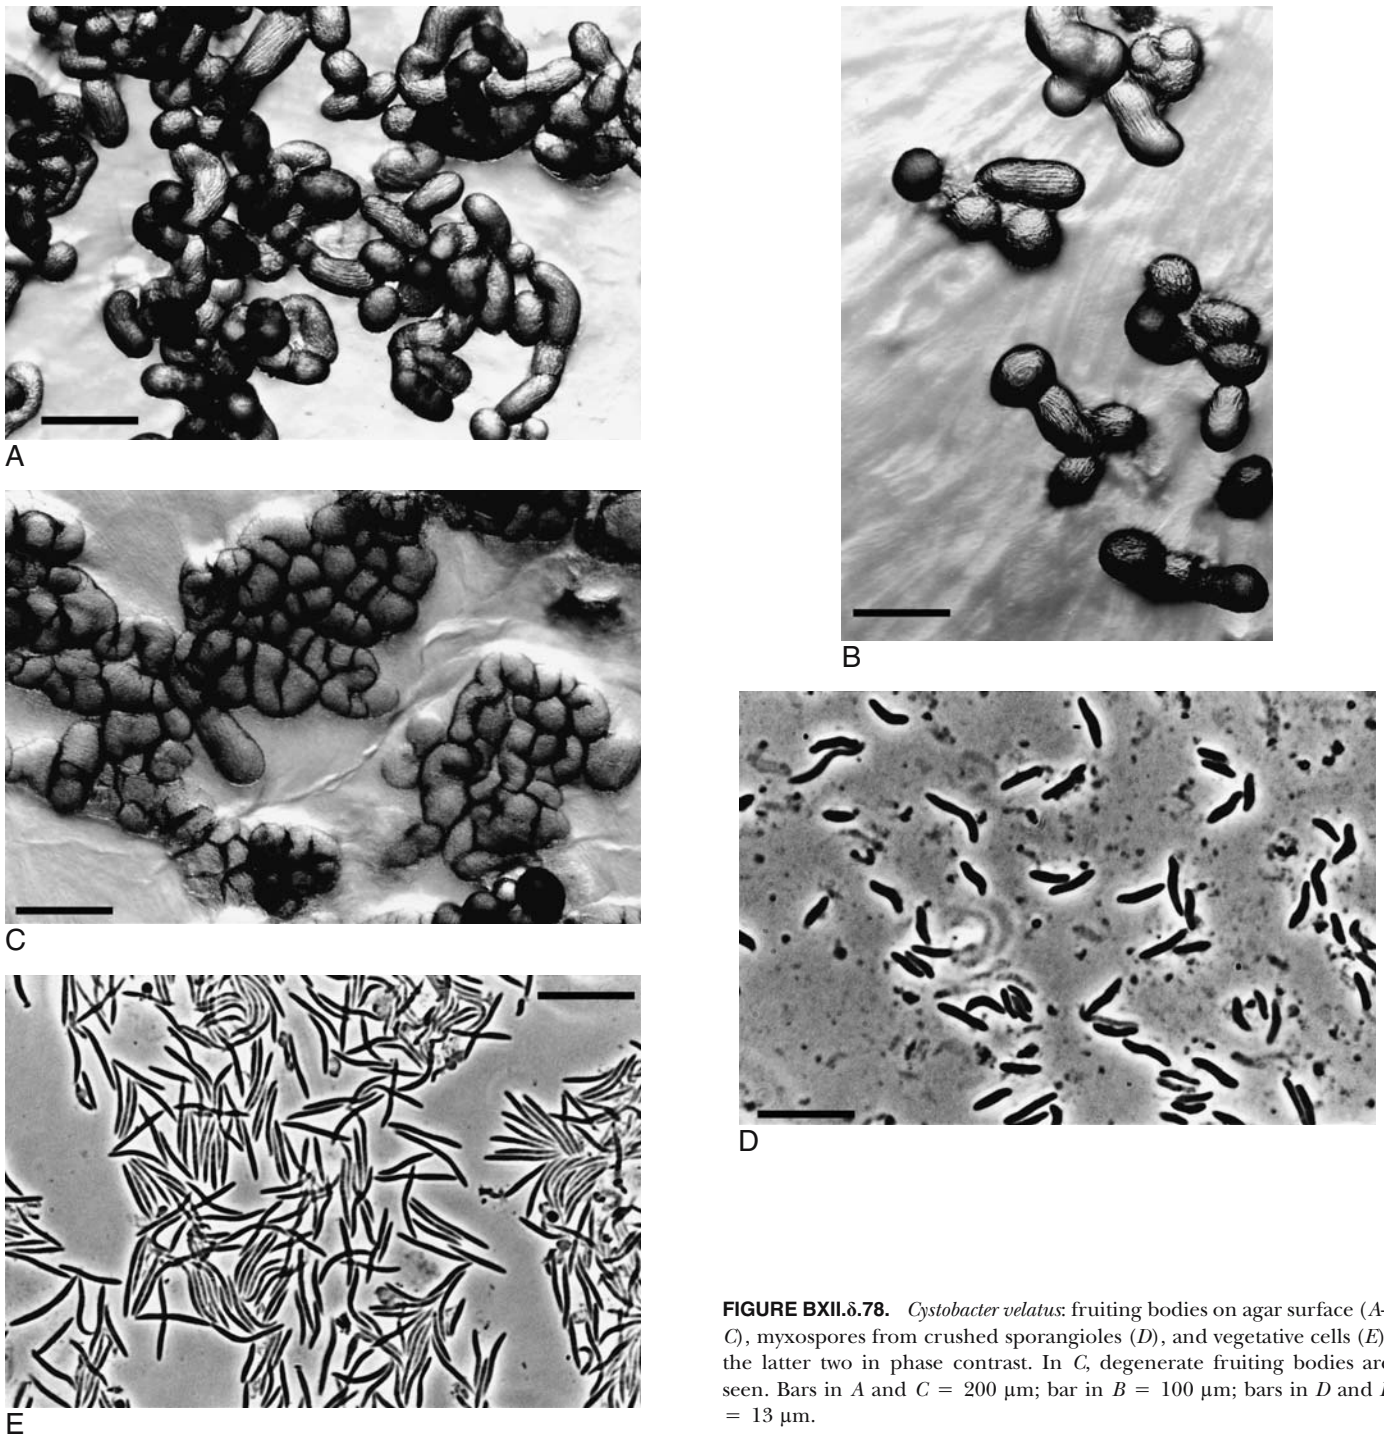 A
B
C
D
E
FIGURE BXII.δ.78. Cystobacter velatus: fruiting bodies on agar surface (A–
C), myxospores from crushed sporangioles (D), and vegetative cells (E)
the latter two in phase contrast. In C, degenerate fruiting bodies are
seen. Bars in A and C = 200 μm; bar in B = 100 μm; bars in D and
= 13 μm.